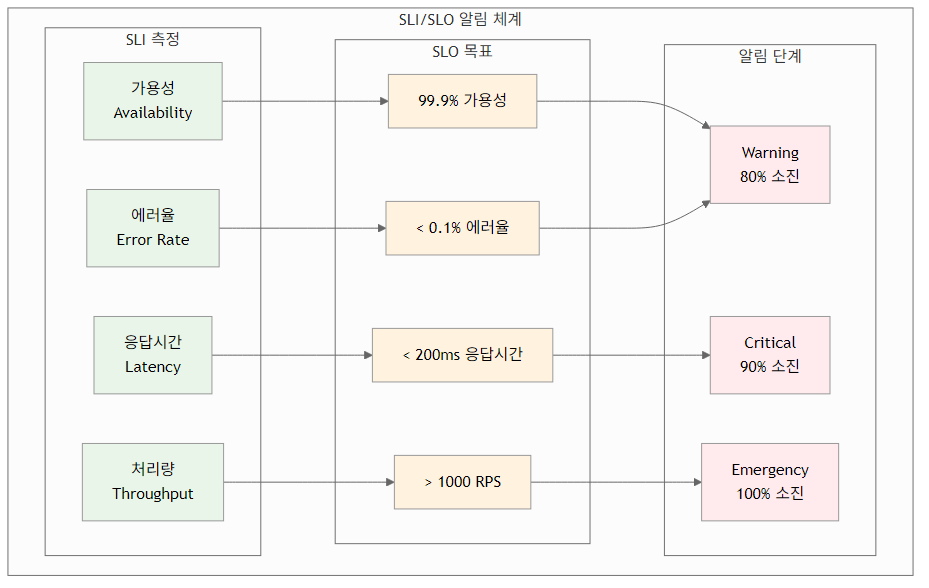 SLI/SLO 알림 체계
SLI 측정
가용성
Availability
에러율
Error Rate
응답시간
Latency
처리량
Throughput
SLO 목표
99.9% 가용성
< 0.1% 에러율
< 200ms 응답시간
> 1000 RPS
알림 단계
Warning
80% 소진
Critical
90% 소진
Emergency
100% 소진